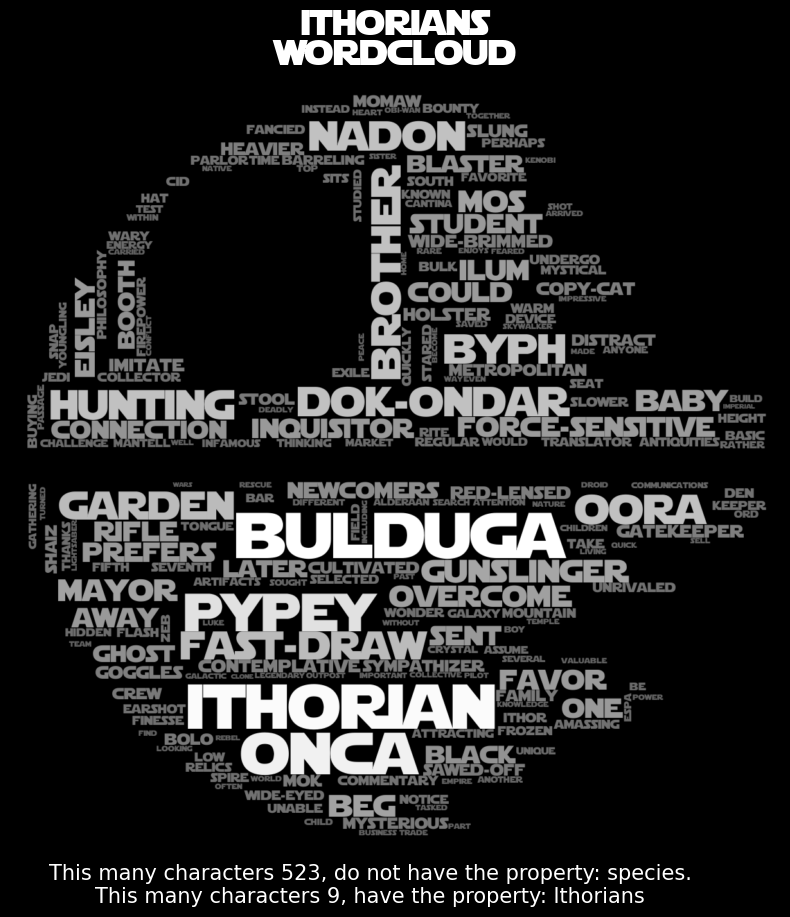 ITHORIANS
WORDCLOUD
MOMAW
INSTEAD HEART OBI-WAN BOUNTY
TOGETHER
FANCIED NADON SLUNG
HEAVIER PERHAPS
PARLOR TIME BARRELING SISTER BLASTER KENOBI
NATIVE TOP
CID SITS STUDIED BROTHER SOUTH FAVORITE
HAT KNOWN MOS
TEST CANTINA SHOT
WITHIN ARRIVED
STUDENT
WARY WIDE-BRIMMED
ENERGY RARE ENJOYS FEARED
CARRIED HOME UNDERGO
PHILOSOPHY BOOTH BULK ILUM MYSTICAL
EISLEY FIREPOWER CONFLICT COULD COPY-CAT
IMPRESSIVE
SNAP YOUNGLING HOLSTER WARM
SAVED DEVICE
SKYWALKER
PEACE QUICKLY STARED BECOME BYPH DISTRACT
MADE ANYONE
IMITATE METROPOLITAN
JEDI COLLECTOR EXILE WAY EVEN SEAT
BUYING PASSAGE HUNTING STOOL DOK-ONDAR SLOWER BABY BUILD
DEADLY IMPERIAL
HEIGHT
CONNECTION INQUISITOR RITE FORCE-SENSITIVE BASIC
CHALLENGE MANTELL WELL INFAMOUS THINKING MARKET REGULAR WOULD TRANSLATOR ANTIQUITIES RATHER
WARS RESCUE DROID COMMUNICATIONS
GATHERING TURNED GARDEN BAR NEWCOMERS RED-LENSED DEN
DIFFERENT ALDERAAN SEARCH ATTENTION NATURE OORA KEEPER
ORD
SHAIZ THANKS LIGHTSABER RIFLE TONGUE BULDUGA FIELD INCLUDING CHILDREN GATEKEEPER
SELL
PREFERS TAKE QUICK
LIVING
FIFTH SEVENTH LATER CULTIVATED GUNSLINGER
ARTIFACTS SOUGHT SELECTED PAST
MAYOR OVERCOME UNRIVALED
AWAY PYPEY WONDER GALAXY MOUNTAIN
ZEB LUKE WITHOUT TEMPLE
HIDDEN FLASH SENT BOY
TEAM FAST-DRAW CRYSTAL ASSUME
GHOST SEVERAL VALUABLE
CONTEMPLATIVE SYMPATHIZER
GOGGLES GALACTIC CLONE LEGENDARY OUTPOST IMPORTANT COLLECTIVE PILOT FAVOR
CREW ITHORIAN FAMILY BE
KNOWLEDGE ESPA POWER
EARSHOT ONE
FINESSE ITHOR AMASSING
FIND ATTRACTING FROZEN
BOLO REBEL ONCA
LOOKING BLACK UNIQUE
LOW
RELICS SAWED-OFF
SPIRE WORLD MOK COMMENTARY EMPIRE ANOTHER
OFTEN
WIDE-EYED BEG NOTICE
UNABLE TASKED
CHILD MYSTERIOUS PART
BUSINESS TRADE
This many characters 523, do not have the property: species.
This many characters 9, have the property: Ithorians